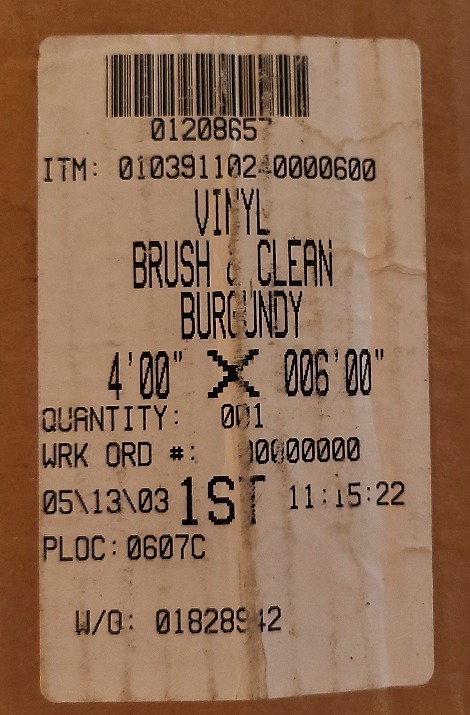 01208657
ITM:
VINYL
BRUSH & CLEAN
BURGUNDY
4'00" X 006'00"
QUANTITY: 001
WRK ORD #: 00000000
05\13\03 1ST 11:15:22
PLOC: 0607C
W/O: 01828942